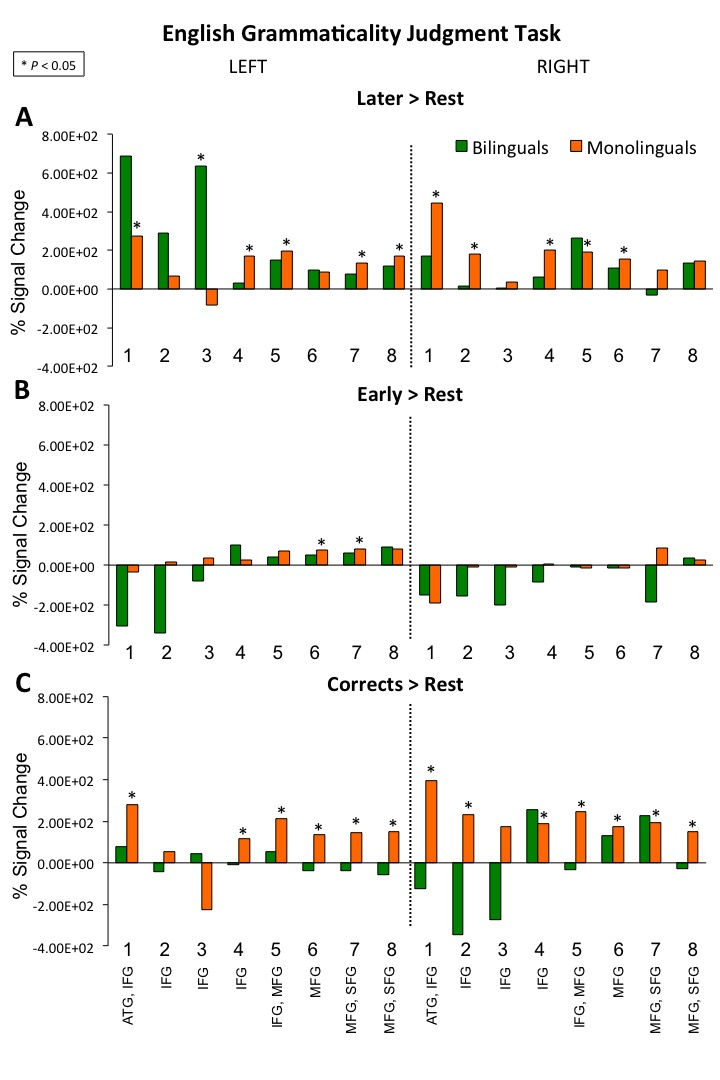 English Grammaticality Judgment Task
* P < 0.05
LEFT
RIGHT
Later > Rest
A
Bilinguals
Monolinguals
% Signal Change
8.00E+02
6.00E+02
4.00E+02
2.00E+02
0.00E+00
-2.00E+02
-4.00E+02
* * * * * * * * * * * *
1 2 3 4 5 6 7 8 1 2 3 4 5 6 7 8
B
Early > Rest
% Signal Change
8.00E+02
6.00E+02
4.00E+02
2.00E+02
0.00E+00
-2.00E+02
-4.00E+02
* *
1 2 3 4 5 6 7 8 1 2 3 4 5 6 7 8
C
Corrects > Rest
% Signal Change
8.00E+02
6.00E+02
4.00E+02
2.00E+02
0.00E+00
-2.00E+02
-4.00E+02
* * * * * * * * * * * * *
1 2 3 4 5 6 7 8 1 2 3 4 5 6 7 8
ATG, IFG
IFG
IFG
IFG
IFG, MFG
MFG
MFG, SFG
MFG, SFG
ATG, IFG
IFG
IFG
IFG
IFG, MFG
MFG
MFG, SFG
MFG, SFG